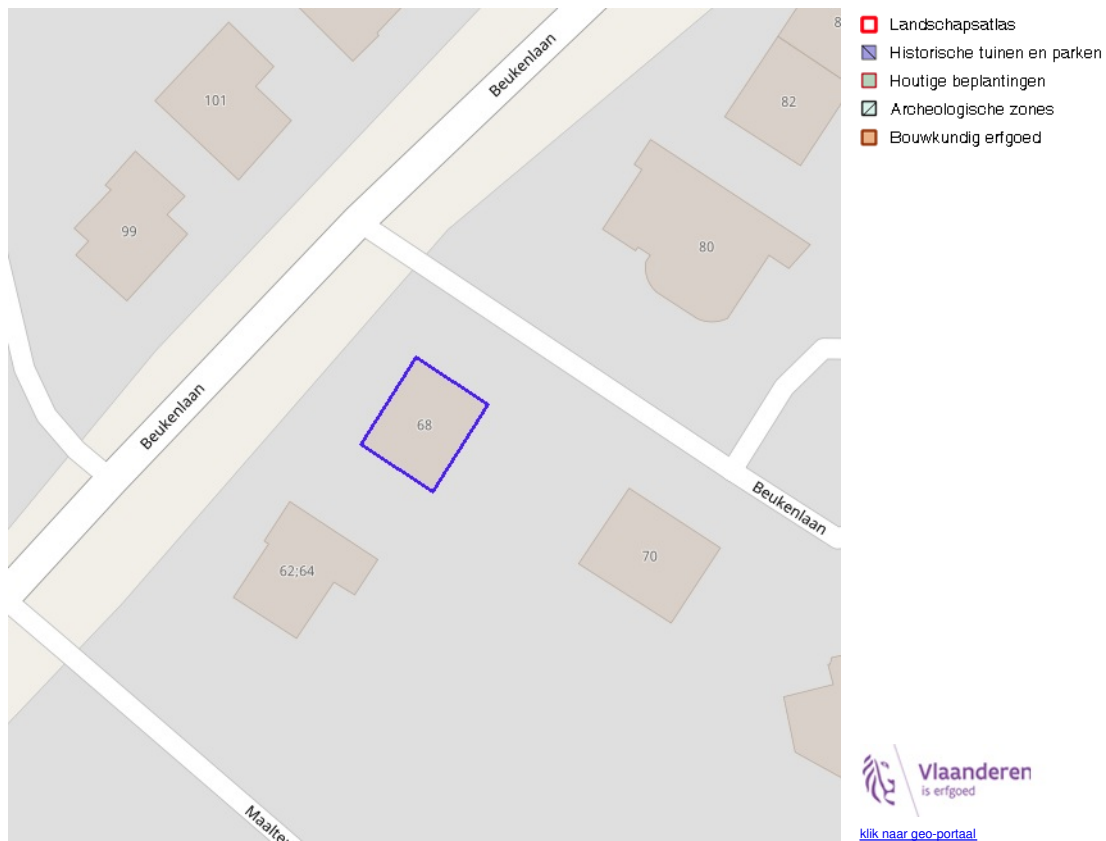 Beukenlaan
101
82
99
80
Beukenlaan
68
Beukenlaan
62;64
70
Landschapsatlas
Historische tuinen en parken
Houtige beplantingen
Archeologische zones
Bouwkundig erfgoed
Vlaanderen
is erfgoed
klik naar geo-portaal